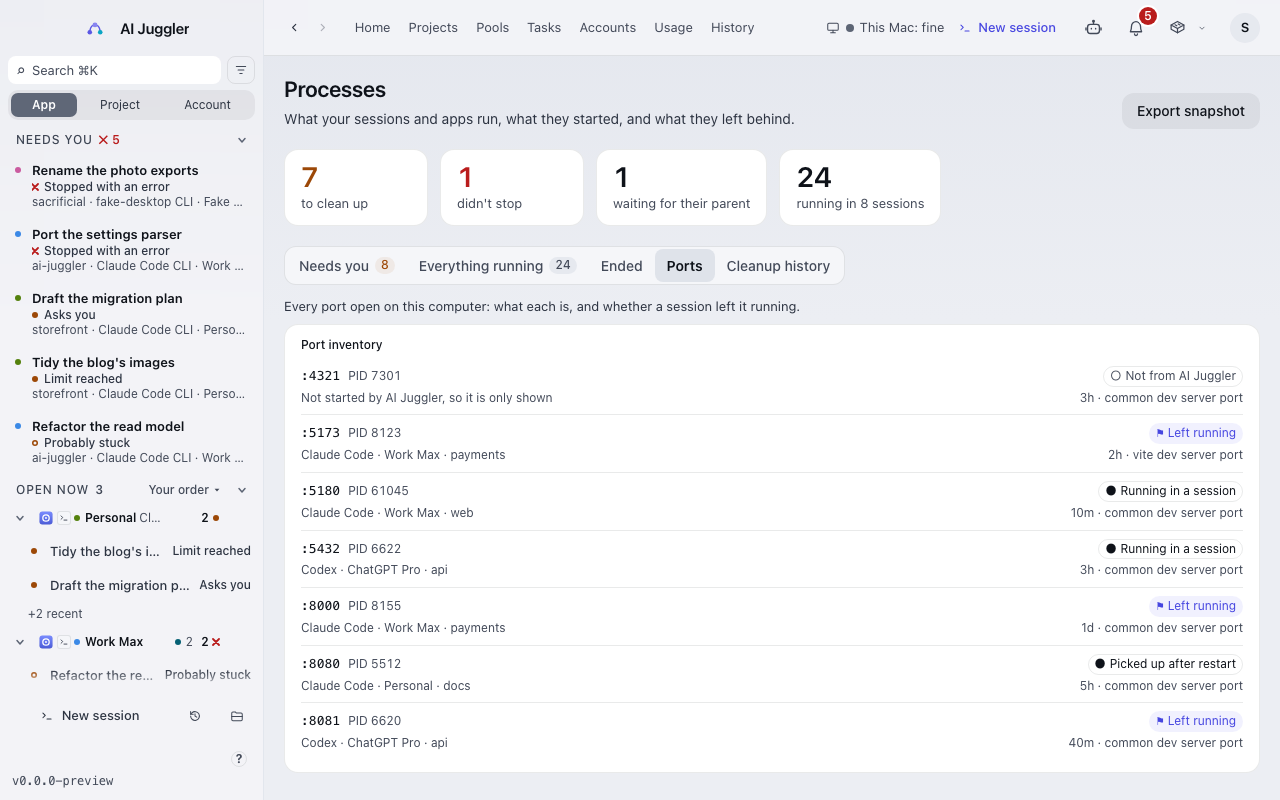 AI Juggler
Search ⌘K
App Project Account
NEEDS YOU 5
Rename the photo exports
Stopped with an error
sacrificial · fake-desktop CLI · Fake ...
Port the settings parser
Stopped with an error
ai-juggler · Claude Code CLI · Work ...
Draft the migration plan
Asks you
storefront · Claude Code CLI · Perso...
Tidy the blog's images
Limit reached
storefront · Claude Code CLI · Perso...
Refactor the read model
Probably stuck
ai-juggler · Claude Code CLI · Work ...
OPEN NOW 3 Your order
Personal Cl... 2
Tidy the blog's i... Limit reached
Draft the migration p... Asks you
+2 recent
Work Max 2 2
Refactor the re... Probably stuck
New session
?
v0.0.0-preview
Home Projects Pools Tasks Accounts Usage History
This Mac: fine
New session
5
S
Processes
What your sessions and apps run, what they started, and what they left behind.
Export snapshot
7
to clean up
1
didn't stop
1
waiting for their parent
24
running in 8 sessions
Needs you 8 Everything running 24 Ended Ports Cleanup history
Every port open on this computer: what each is, and whether a session left it running.
Port inventory
:4321 PID 7301 Not from AI Juggler
Not started by AI Juggler, so it is only shown 3h · common dev server port
:5173 PID 8123 Left running
Claude Code · Work Max · payments 2h · vite dev server port
:5180 PID 61045 Running in a session
Claude Code · Work Max · web 10m · common dev server port
:5432 PID 6622 Running in a session
Codex · ChatGPT Pro · api 3h · common dev server port
:8000 PID 8155 Left running
Claude Code · Work Max · payments 1d · common dev server port
:8080 PID 5512 Picked up after restart
Claude Code · Personal · docs 5h · common dev server port
:8081 PID 6620 Left running
Codex · ChatGPT Pro · api 40m · common dev server port